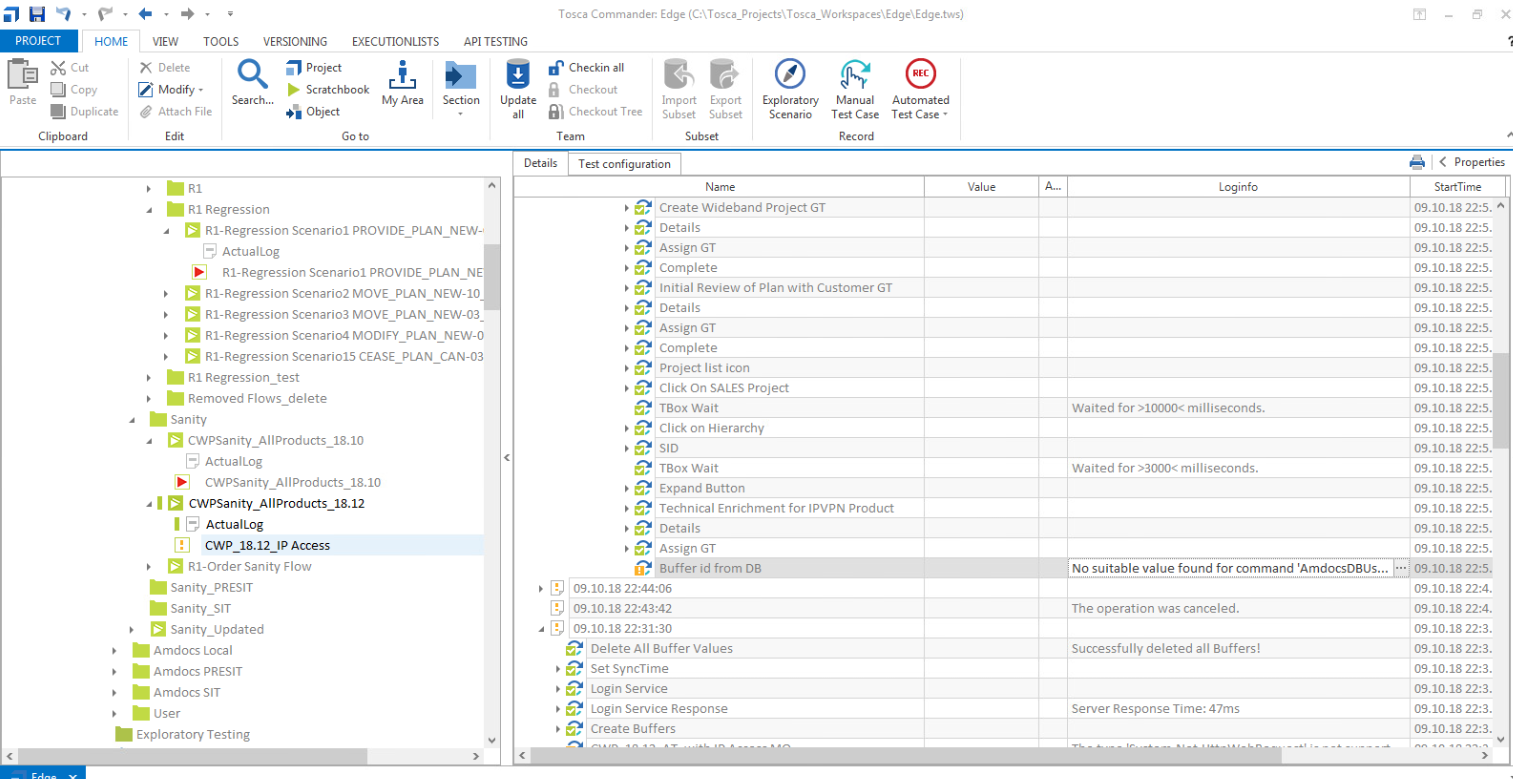 Tosca Commander: Edge (C:\Tosca_Projects\Tosca_Workspaces\Edge\Edge.tws)
PROJECT HOME VIEW TOOLS VERSIONING EXECUTIONLISTS API TESTING ?
Paste
Cut
Copy
Duplicate
Clipboard
Delete
Modify
Attach File
Edit
Search...
Project
Scratchbook
Object
My Area
Section
Go to
Update all
Checkin all
Checkout
Checkout Tree
Team
Import Subset
Export Subset
Subset
Exploratory Scenario
Manual Test Case
REC
Automated Test Case
Record
R1
R1 Regression
R1-Regression Scenario1 PROVIDE_PLAN_NEW-
ActualLog
R1-Regression Scenario1 PROVIDE_PLAN_NE
R1-Regression Scenario2 MOVE_PLAN_NEW-10_
R1-Regression Scenario3 MOVE_PLAN_NEW-03_
R1-Regression Scenario4 MODIFY_PLAN_NEW-0
R1-Regression Scenario15 CEASE_PLAN_CAN-03
R1 Regression_test
Removed Flows_delete
Sanity
CWPSanity_AllProducts_18.10
ActualLog
CWPSanity_AllProducts_18.10
CWPSanity_AllProducts_18.12
ActualLog
CWP_18.12_IP Access
R1-Order Sanity Flow
Sanity_PRESIT
Sanity_SIT
Sanity_Updated
Amdocs Local
Amdocs PRESIT
Amdocs SIT
User
Exploratory Testing
Details Test configuration Properties
Name Value A... Loginfo StartTime
Create Wideband Project GT 09.10.18 22:5.
Details 09.10.18 22:5.
Assign GT 09.10.18 22:5.
Complete 09.10.18 22:5.
Initial Review of Plan with Customer GT 09.10.18 22:5.
Details 09.10.18 22:5.
Assign GT 09.10.18 22:5.
Complete 09.10.18 22:5.
Project list icon 09.10.18 22:5.
Click On SALES Project 09.10.18 22:5.
TBox Wait Waited for >10000< milliseconds. 09.10.18 22:5.
Click on Hierarchy 09.10.18 22:5.
SID 09.10.18 22:5.
TBox Wait Waited for >3000< milliseconds. 09.10.18 22:5.
Expand Button 09.10.18 22:5.
Technical Enrichment for IPVPN Product 09.10.18 22:5.
Details 09.10.18 22:5.
Assign GT 09.10.18 22:5.
Buffer id from DB No suitable value found for command 'AmdocsDBUs... ... 09.10.18 22:5.
09.10.18 22:44:06 09.10.18 22:4.
09.10.18 22:43:42 The operation was canceled. 09.10.18 22:4.
09.10.18 22:31:30 09.10.18 22:3.
Delete All Buffer Values Successfully deleted all Buffers! 09.10.18 22:3.
Set SyncTime 09.10.18 22:3.
Login Service 09.10.18 22:3.
Login Service Response Server Response Time: 47ms 09.10.18 22:3.
Create Buffers 09.10.18 22:3.
Edge